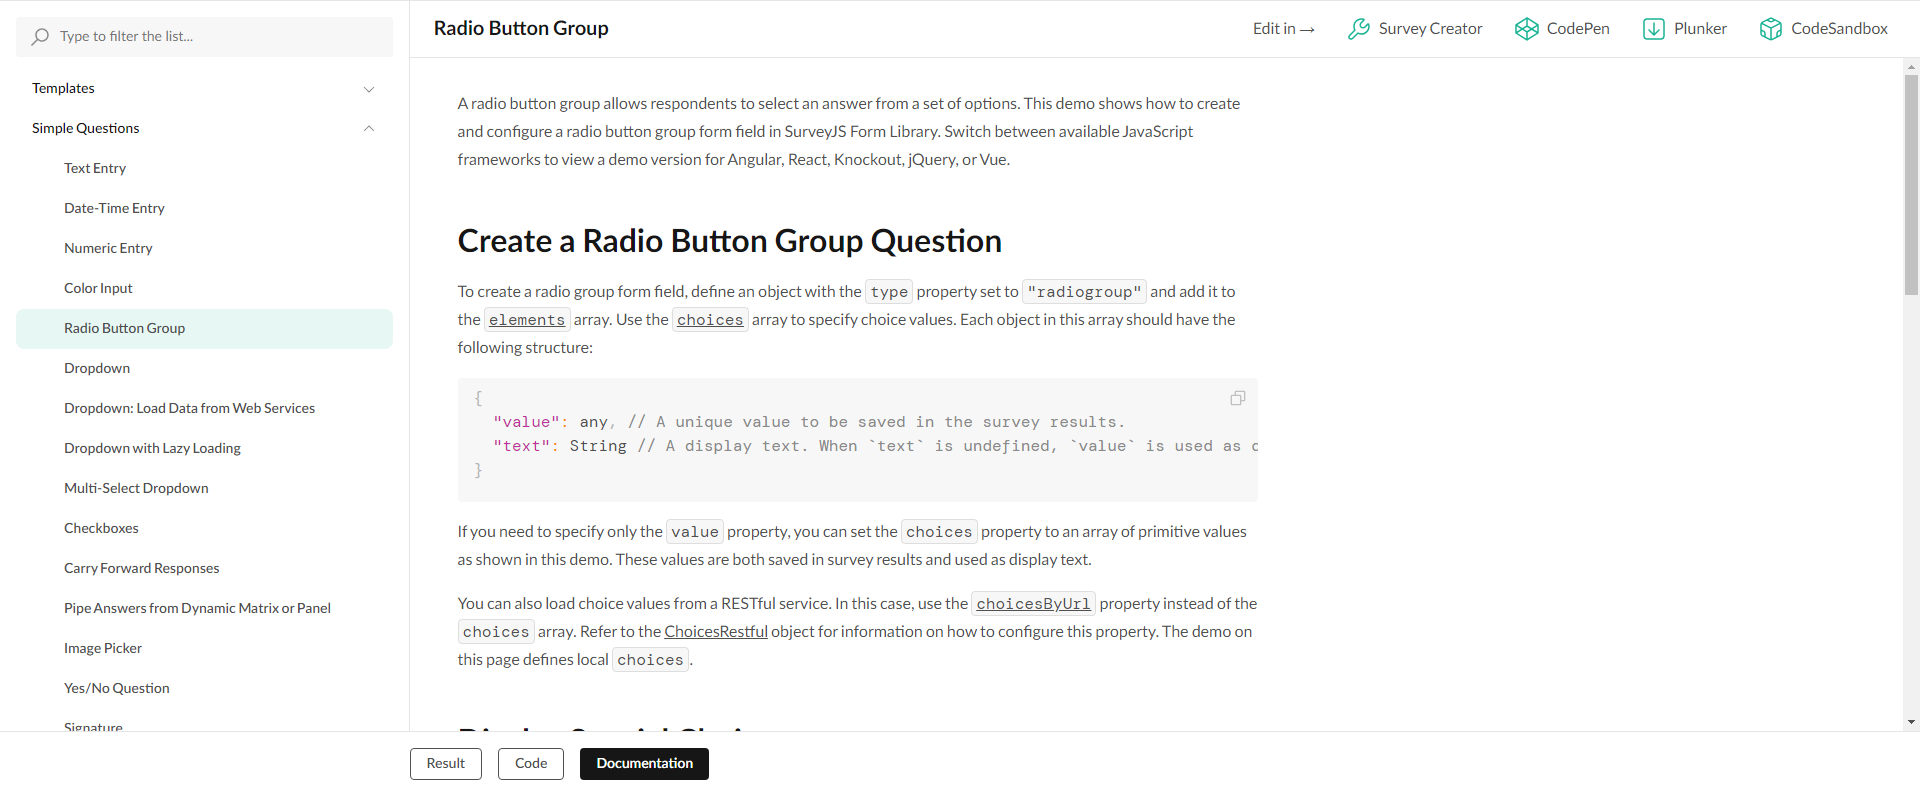 Type to filter the list...
Templates
Simple Questions
Text Entry
Date-Time Entry
Numeric Entry
Color Input
Radio Button Group
Dropdown
Dropdown: Load Data from Web Services
Dropdown with Lazy Loading
Multi-Select Dropdown
Checkboxes
Carry Forward Responses
Pipe Answers from Dynamic Matrix or Panel
Image Picker
Yes/No Question
Signature
Radio Button Group
Edit in →
Survey Creator
CodePen
Plunker
CodeSandbox
A radio button group allows respondents to select an answer from a set of options. This demo shows how to create
and configure a radio button group form field in SurveyJS Form Library. Switch between available JavaScript
frameworks to view a demo version for Angular, React, Knockout, jQuery, or Vue.
Create a Radio Button Group Question
To create a radio group form field, define an object with the type property set to "radiogroup" and add it to
the elements array. Use the choices array to specify choice values. Each object in this array should have the
following structure:
{
"value": any, // A unique value to be saved in the survey results.
"text": String // A display text. When `text` is undefined, `value` is used as
}
If you need to specify only the value property, you can set the choices property to an array of primitive values
as shown in this demo. These values are both saved in survey results and used as display text.
You can also load choice values from a RESTful service. In this case, use the choicesByUrl property instead of the
choices array. Refer to the ChoicesRestful object for information on how to configure this property. The demo on
this page defines local choices.
Result
Code
Documentation